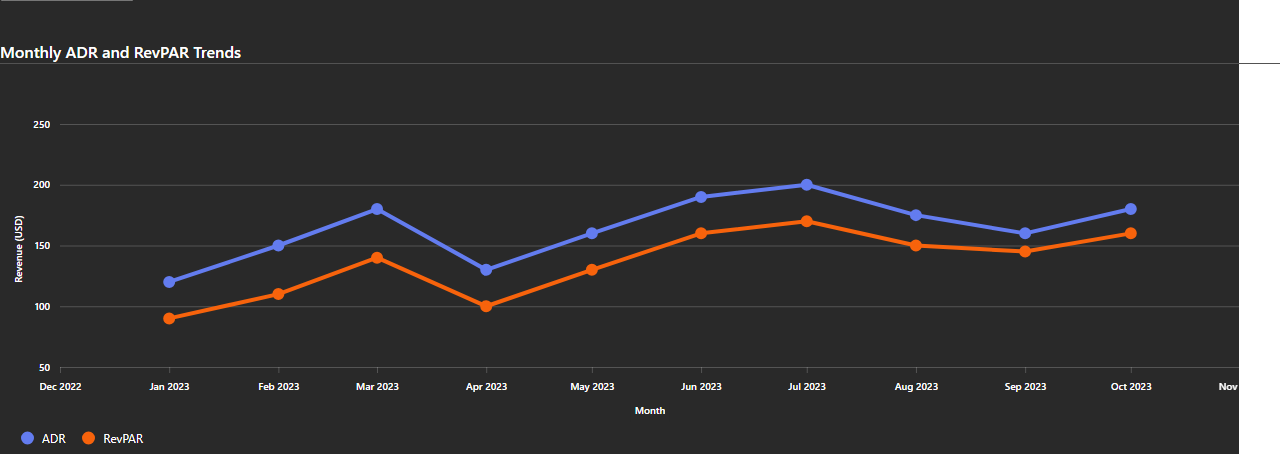 Monthly ADR and RevPAR Trends
250
200
150
100
50
Revenue (USD)
Dec 2022 Jan 2023 Feb 2023 Mar 2023 Apr 2023 May 2023 Jun 2023 Jul 2023 Aug 2023 Sep 2023 Oct 2023 Nov
Month
ADR RevPAR